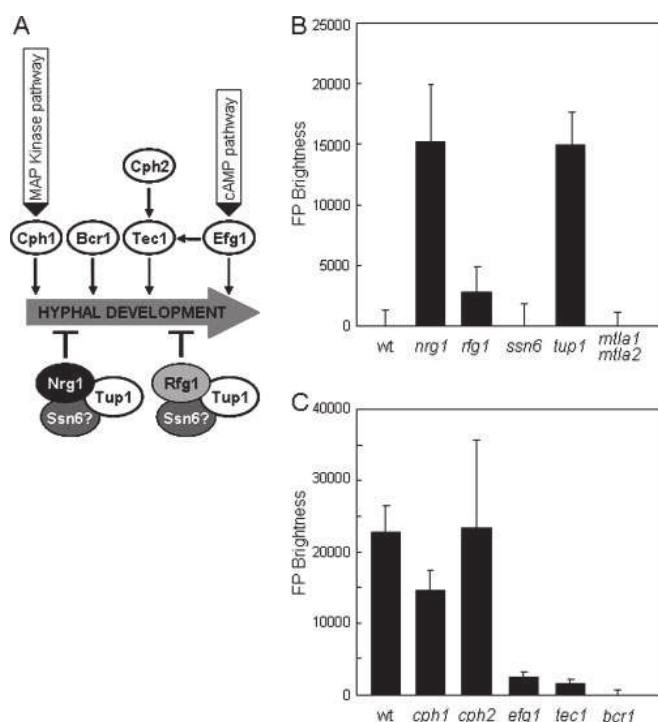 A
MAP Kinase pathway
cAMP pathway
Cph2
Cph1
Bcr1
Tec1
Efg1
HYPHAL DEVELOPMENT
Nrg1
Tup1
Ssn6?
Rfg1
Tup1
Ssn6?
B
FP Brightness
25000
20000
15000
10000
5000
0
wt nrg1 rfg1 ssn6 tup1 mtla1
mtla2
C
FP Brightness
40000
30000
20000
10000
0
wt cph1 cph2 efg1 tec1 bcr1